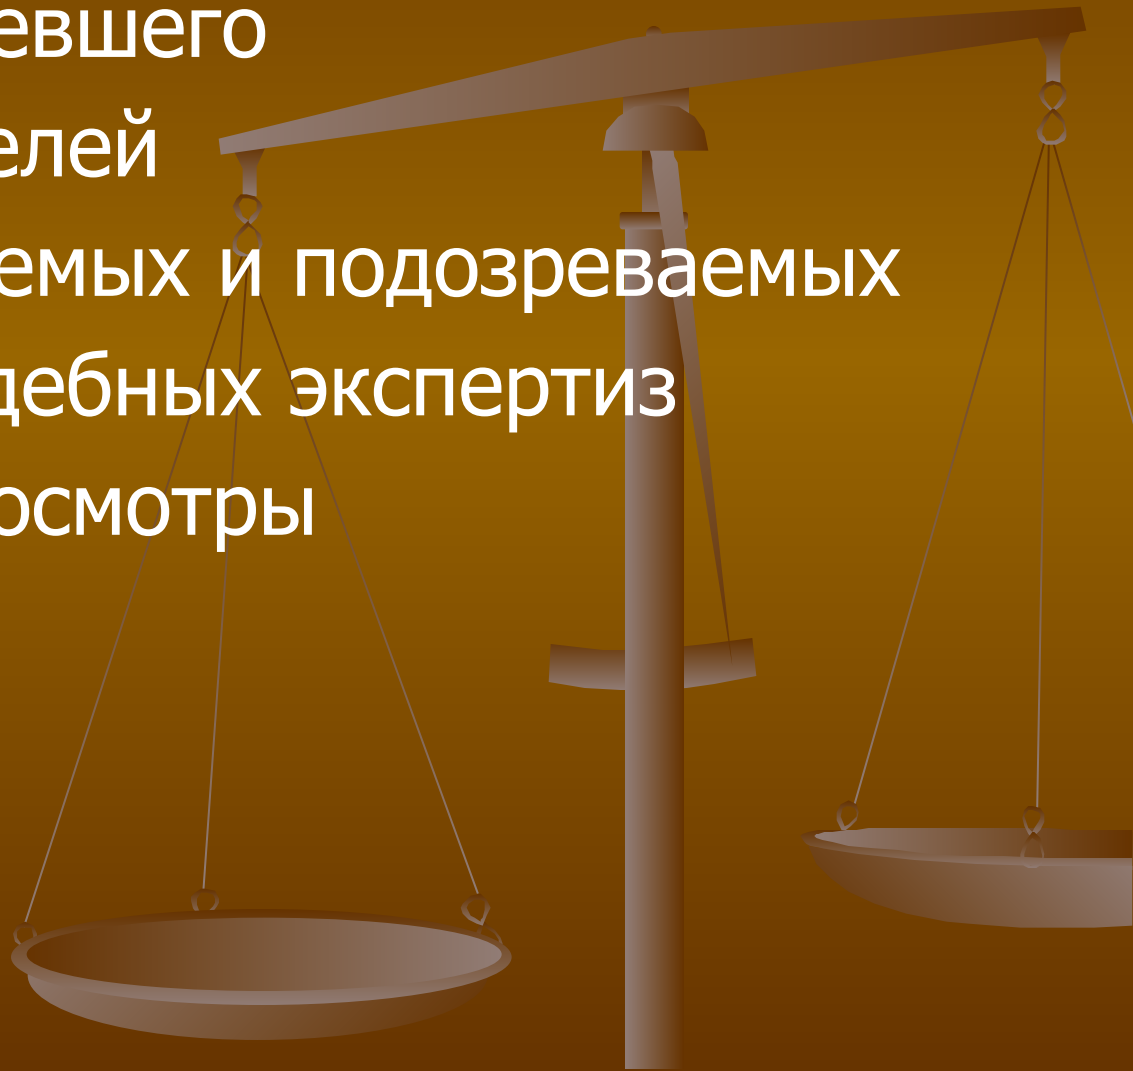 евшего
елей
емых и подозреваемых
дебных экспертиз
осмотры